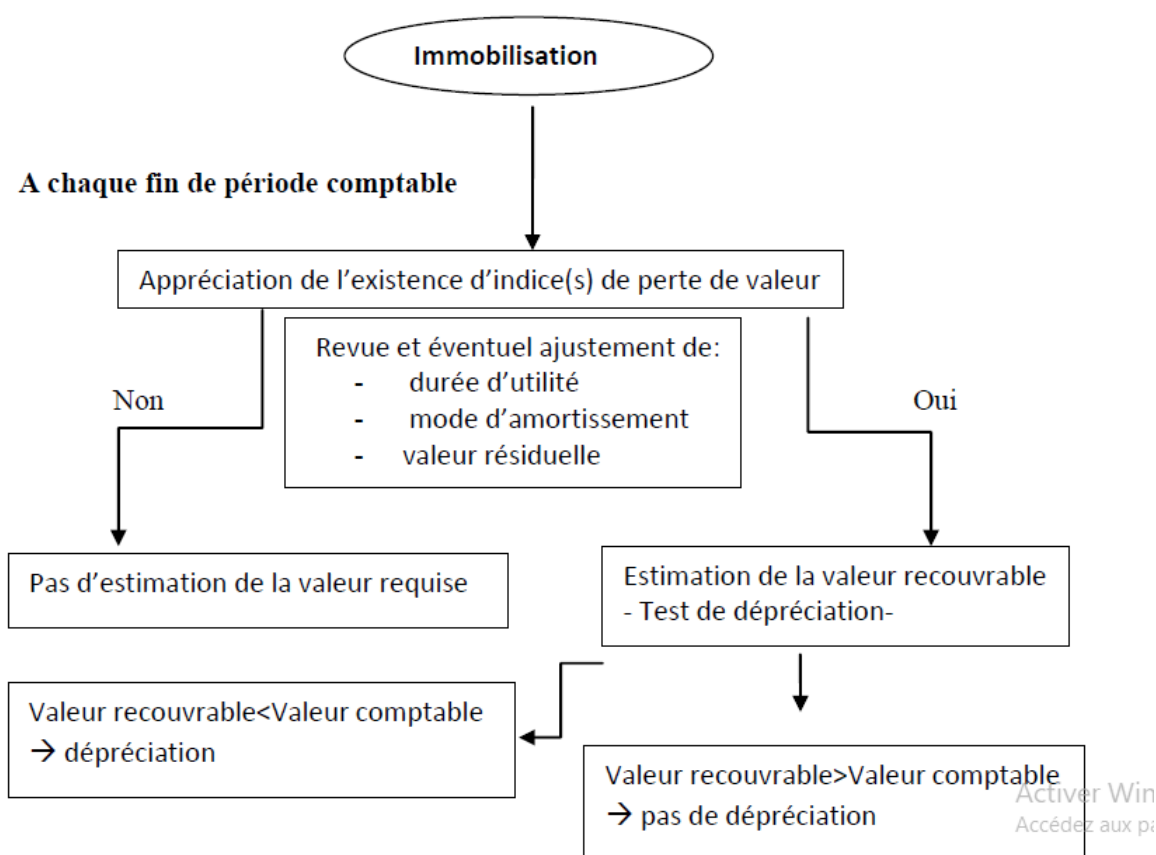 Immobilisation
A chaque fin de période comptable
Appréciation de l'existence d'indice(s) de perte de valeur
Revue et éventuel ajustement de:
- durée d'utilité
- mode d'amortissement
- valeur résiduelle
Non
Oui
Pas d'estimation de la valeur requise
Estimation de la valeur recouvrable
- Test de dépréciation-
Valeur recouvrable<Valeur comptable
→ dépréciation
Valeur recouvrable>Valeur comptable
→ pas de dépréciation
Activer Win
Accédez aux pa